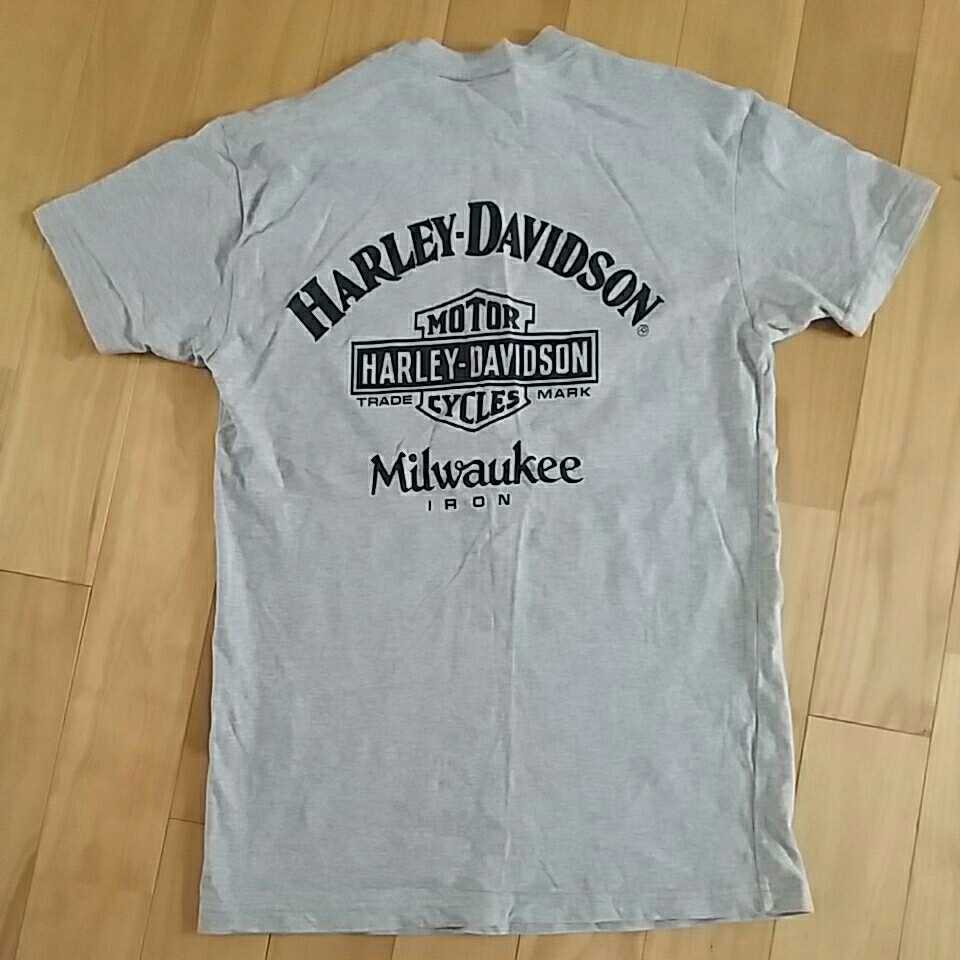 HARLEY-DAVIDSON®
MOTOR
HARLEY-DAVIDSON
TRADE MARK
CYCLES
Milwaukee
IRON